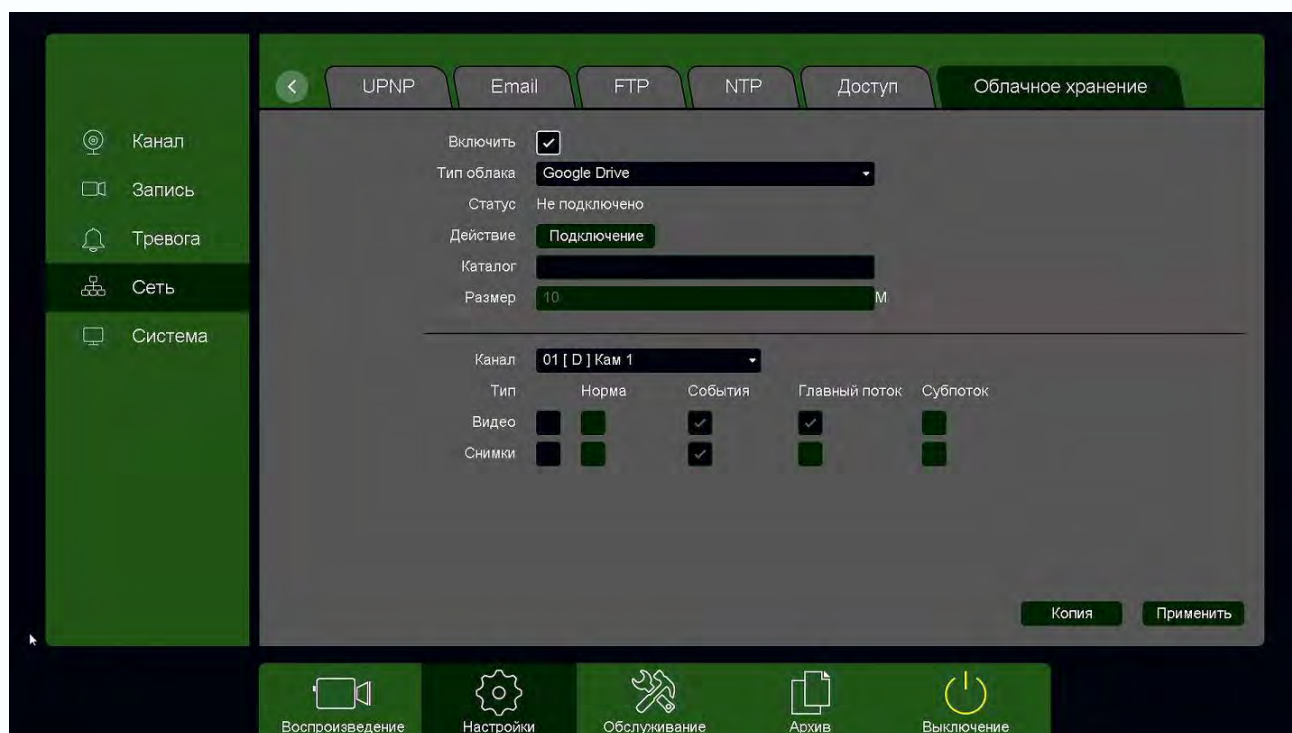 UPNP Email FTP NTP Доступ Облачное хранение
Канал
Запись
Тревога
Сеть
Система
Включить
Тип облака Google Drive
Статус Не подключено
Действие Подключение
Каталог
Размер 10 M
Канал 01 [ D ] Кам 1
Тип Норма События Главный поток Субпоток
Видео
Снимки
Копия Применить
Воспроизведение Настройки Обслуживание Архив Выключение